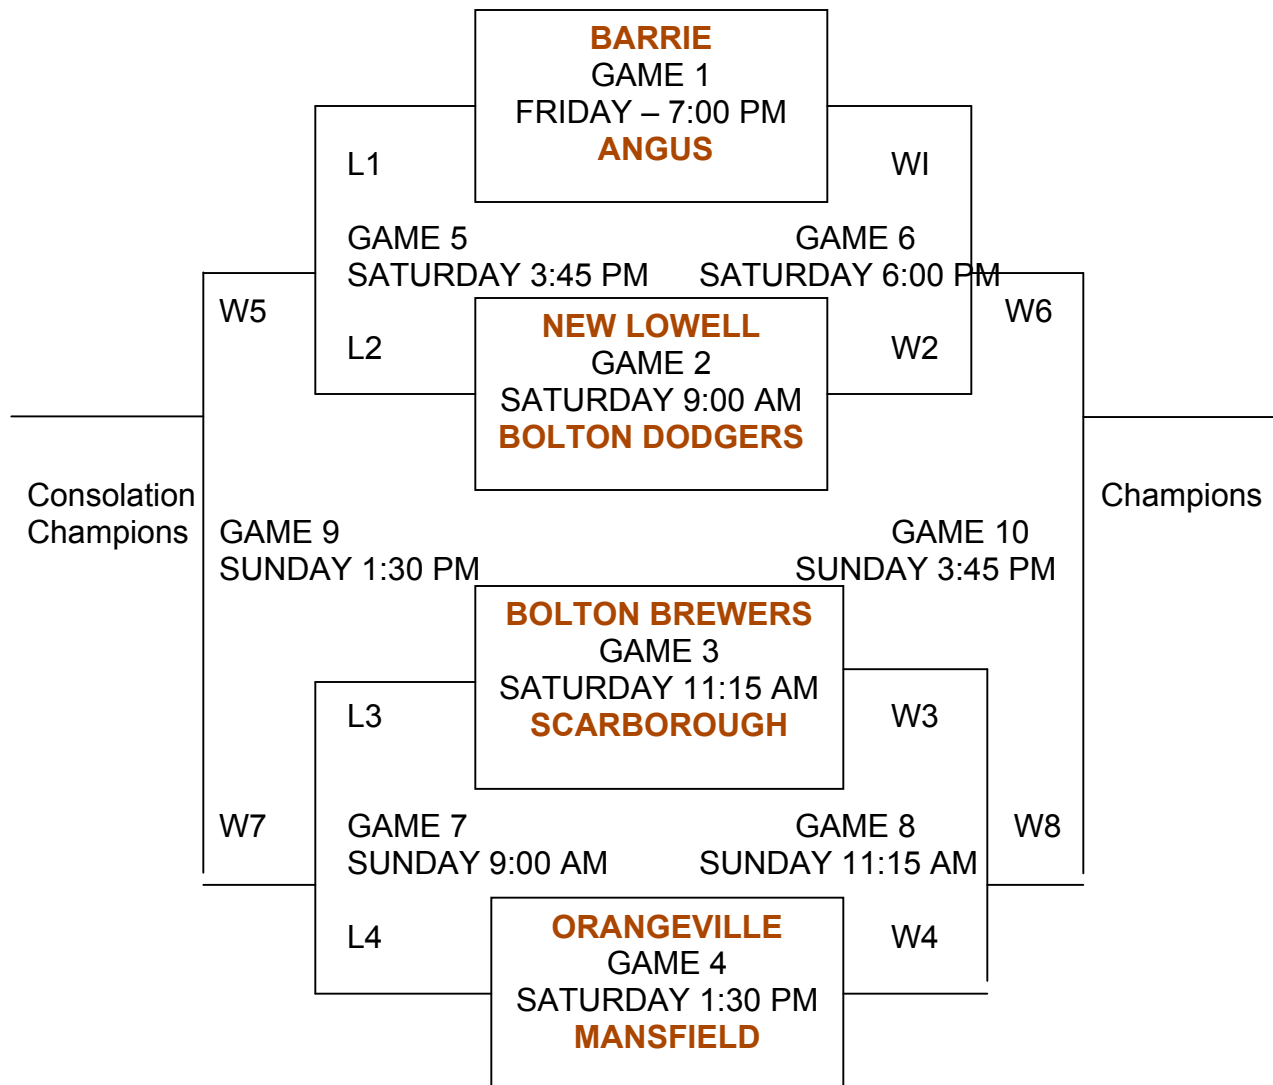 BARRIE
GAME 1
FRIDAY – 7:00 PM
ANGUS
L1
WI
GAME 5
SATURDAY 3:45 PM
GAME 6
SATURDAY 6:00 PM
W5
W6
NEW LOWELL
GAME 2
SATURDAY 9:00 AM
BOLTON DODGERS
L2
W2
Consolation
Champions
Champions
GAME 9
SUNDAY 1:30 PM
GAME 10
SUNDAY 3:45 PM
BOLTON BREWERS
GAME 3
SATURDAY 11:15 AM
SCARBOROUGH
L3
W3
W7
GAME 7
SUNDAY 9:00 AM
GAME 8
SUNDAY 11:15 AM
W8
L4
W4
ORANGEVILLE
GAME 4
SATURDAY 1:30 PM
MANSFIELD